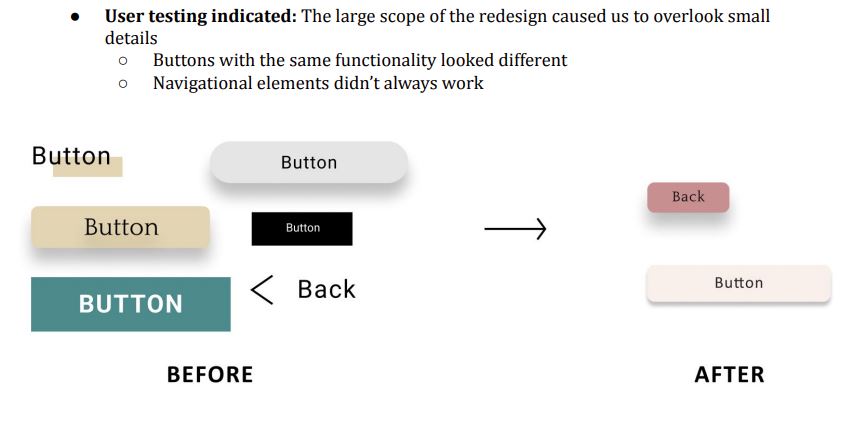 ● User testing indicated: The large scope of the redesign caused us to overlook small
details
○ Buttons with the same functionality looked different
○ Navigational elements didn’t always work
Button
Button
Button
Button
BUTTON
< Back
Back
Button
BEFORE
AFTER